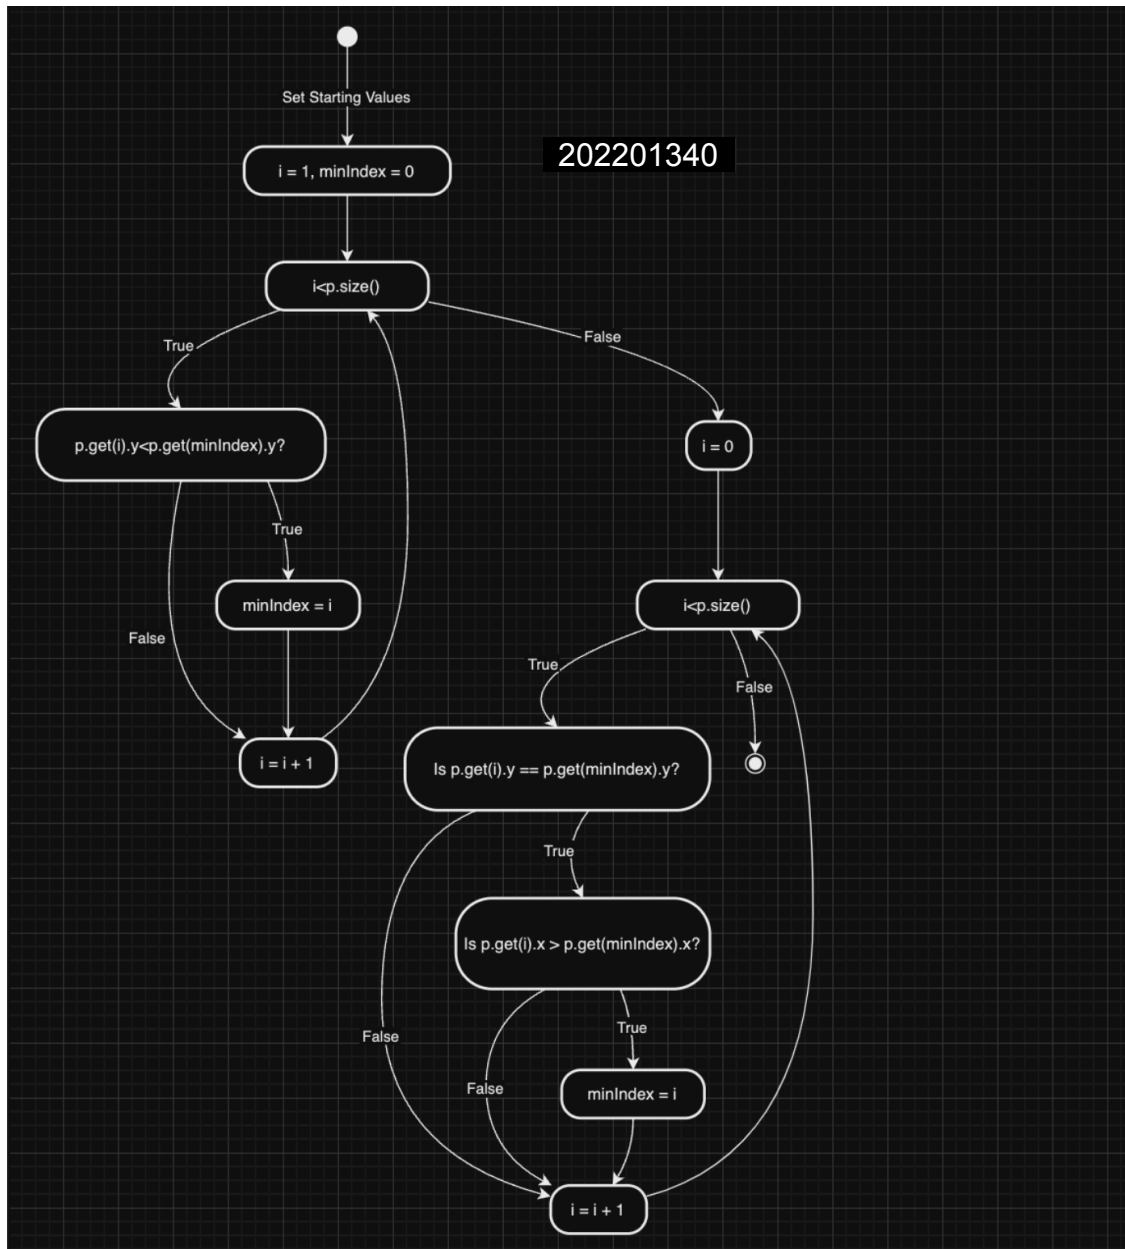 Set Starting Values
202201340
i = 1, minIndex = 0
i<p.size()
True
False
p.get(i).y<p.get(minIndex).y?
i = 0
True
minIndex = i
i<p.size()
False
True
False
i = i + 1
Is p.get(i).y == p.get(minIndex).y?
True
Is p.get(i).x > p.get(minIndex).x?
False
True
False
minIndex = i
i = i + 1